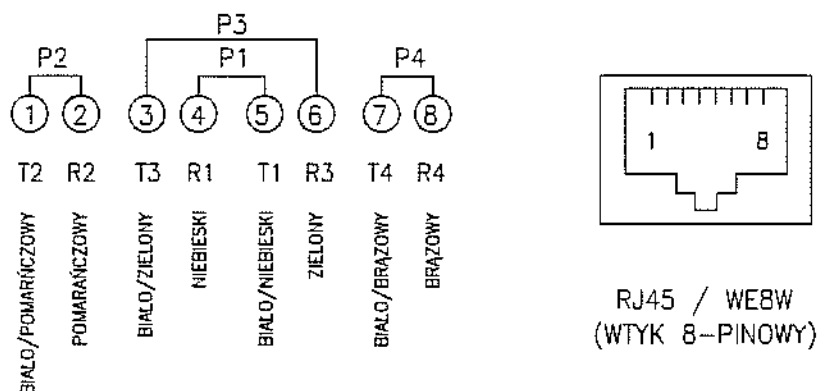 P3
P2 P1 P4
1 2 3 4 5 6 7 8
T2 R2 T3 R1 T1 R3 T4 R4
BIAŁO/POMARŃCZOWY
POMARAŃCZOWY
BIAŁO/ZIELONY
NIEBIESKI
BIAŁO/NIEBIESKI
ZIELONY
BIAŁO/BRĄZOWY
BRĄZOWY
1 8
RJ45 / WE8W
(WTYK 8-PINOWY)